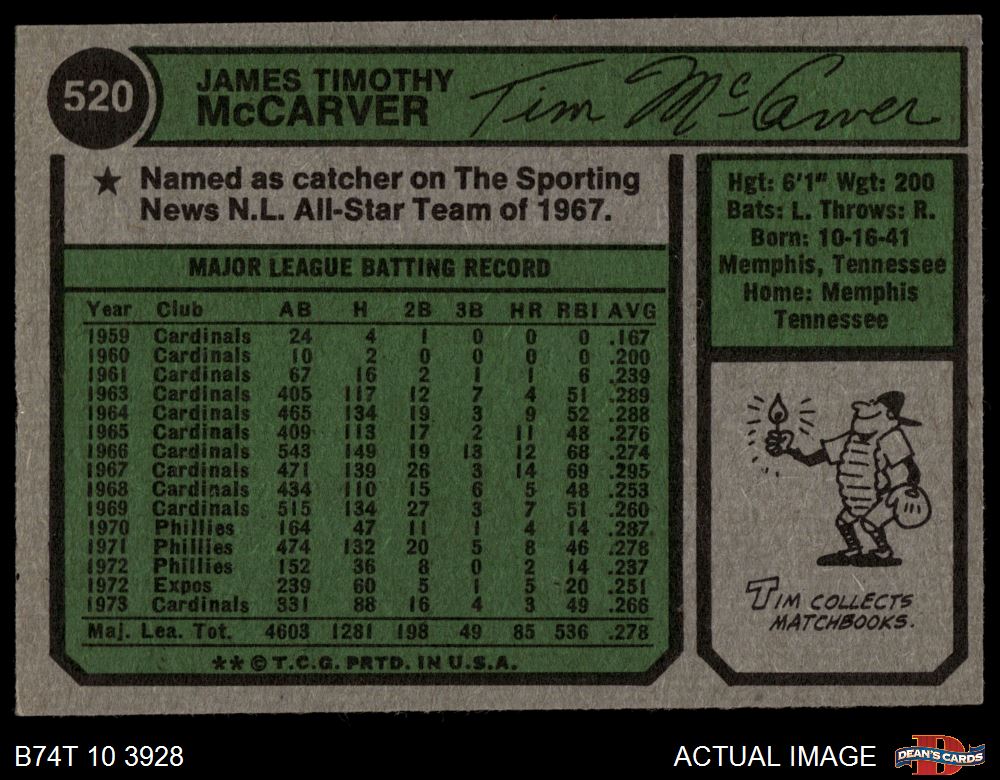 520
JAMES TIMOTHY
McCARVER
Tim McCarver
★ Named as catcher on The Sporting
News N.L. All-Star Team of 1967.
MAJOR LEAGUE BATTING RECORD
Year Club AB H 2B 3B HR RBI AVG
1959 Cardinals 24 4 1 0 0 0 .167
1960 Cardinals 10 2 0 0 0 0 .200
1961 Cardinals 67 16 2 1 1 6 .239
1963 Cardinals 405 117 12 7 4 51 .289
1964 Cardinals 465 134 19 3 9 52 .288
1965 Cardinals 409 113 17 2 11 48 .276
1966 Cardinals 543 149 19 13 12 68 .274
1967 Cardinals 471 139 26 3 14 69 .295
1968 Cardinals 434 110 15 6 5 48 .253
1969 Cardinals 515 134 27 3 7 51 .260
1970 Phillies 164 47 11 1 4 14 .287
1971 Phillies 474 132 20 5 8 46 .278
1972 Phillies 152 36 8 0 2 14 .237
1972 Expos 239 60 5 1 5 20 .251
1973 Cardinals 331 88 16 4 3 49 .266
Maj. Lea. Tot. 4603 1281 198 49 85 536 .278
** © T.C.G. PRTD. IN U.S.A.
Hgt: 6'1" Wgt: 200
Bats: L. Throws: R.
Born: 10-16-41
Memphis, Tennessee
Home: Memphis
Tennessee
TIM COLLECTS
MATCHBOOKS.
B74T 10 3928
ACTUAL IMAGE
D
DEAN'S CARDS